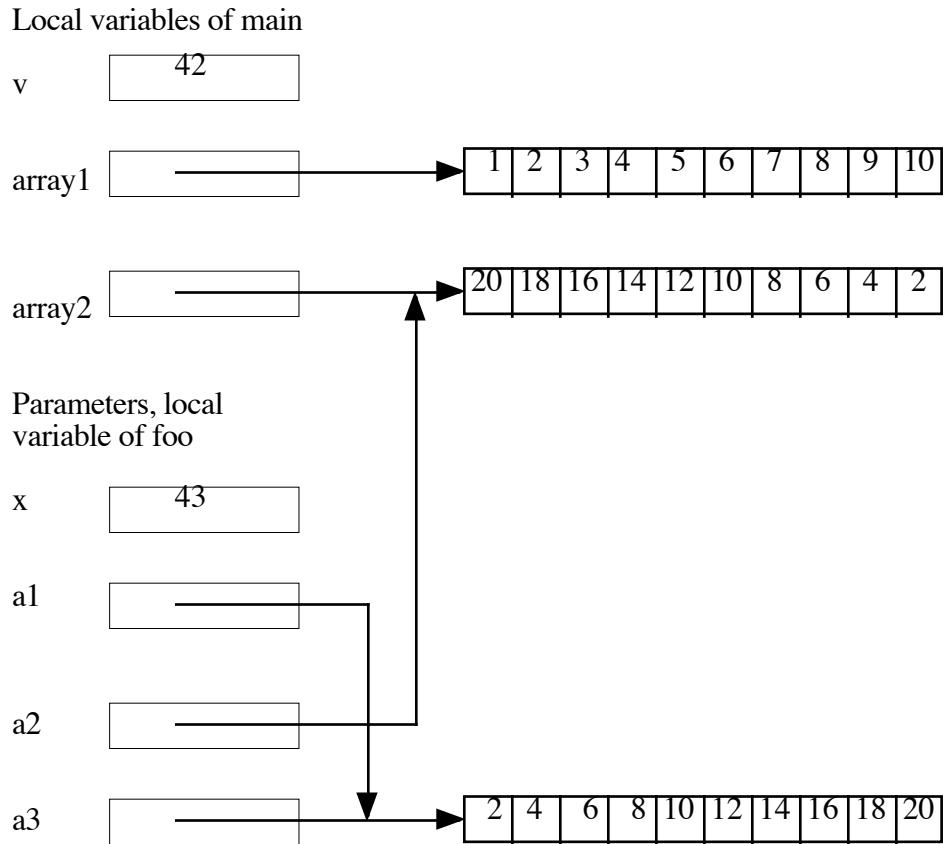 Local variables of main
v 42
array1 1 2 3 4 5 6 7 8 9 10
array2 20 18 16 14 12 10 8 6 4 2
Parameters, local
variable of foo
x 43
a1
a2
a3 2 4 6 8 10 12 14 16 18 20